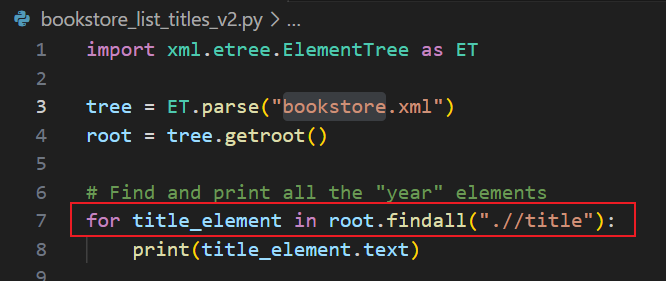 bookstore_list_titles_v2.py > ...
1 import xml.etree.ElementTree as ET
2
3 tree = ET.parse("bookstore.xml")
4 root = tree.getroot()
5
6 # Find and print all the "year" elements
7 for title_element in root.findall(".//title"):
8     print(title_element.text)
9